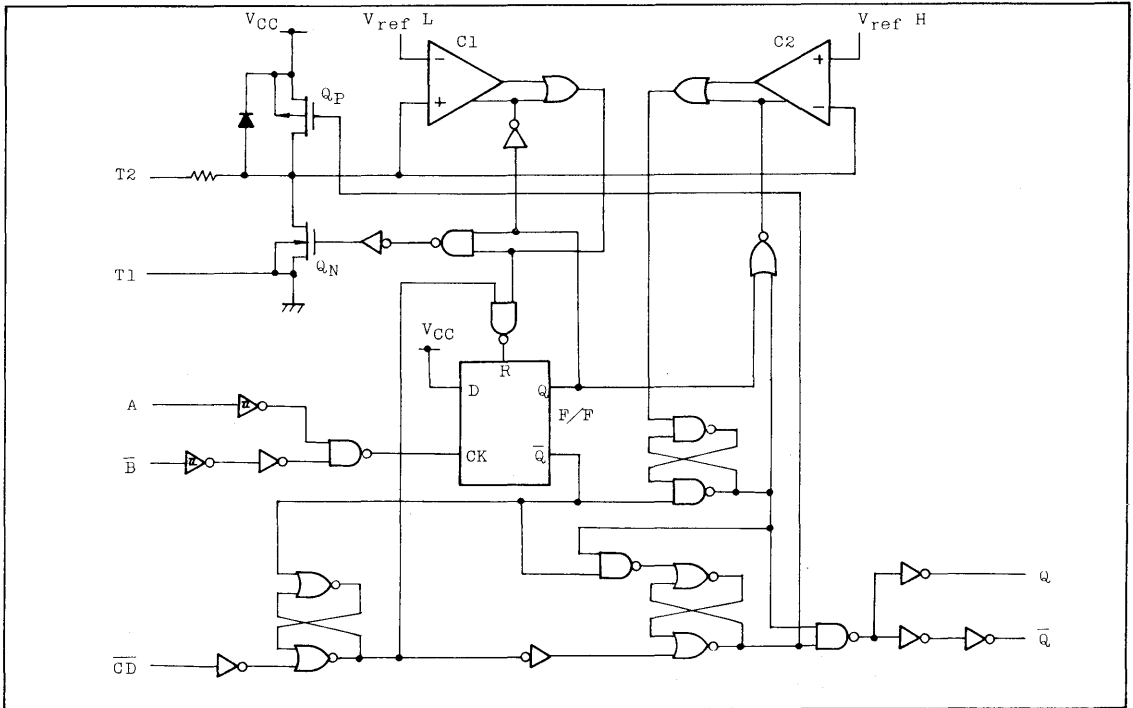 VCC
Vref L
C1
C2
Vref H
QP
T2
QN
T1
VCC
R
D
Q
F/F
A
CK
Q̅
B̅
Q
C̅D̅
Q̅